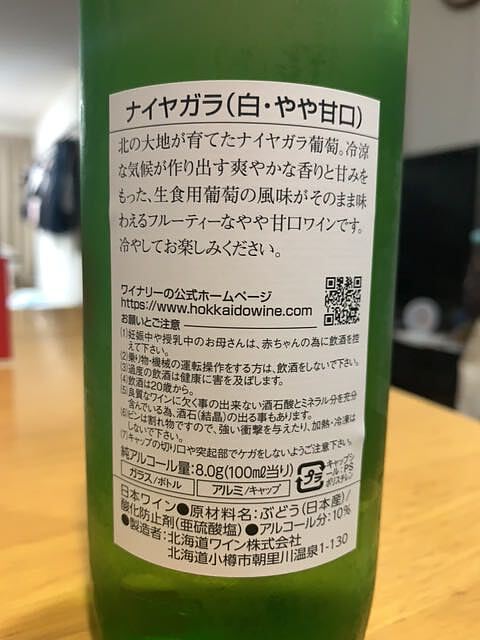 ナイヤガラ(白・やや甘口)
北の大地が育てたナイヤガラ葡萄。冷涼
な気候が作り出す爽やかな香りと甘みを
もった、生食用葡萄の風味がそのまま味
わえるフルーティーなやや甘口ワインです。
冷やしてお楽しみください。
ワイナリーの公式ホームページ
https://www.hokkaidowine.com
お願いとご注意
(1)妊娠中や授乳中のお母さんは、赤ちゃんの為に飲酒を控
えて下さい。
(2)乗り物・機械の運転操作をする方は、飲酒をしないで下さい。
(3)過度の飲酒は健康に害を及ぼします。
(4)飲酒は20歳から。
(5)良質なワインに欠く事の出来ない酒石酸とミネラル分を充分
含んでいる為、酒石(結晶)の出る事もあります。
(6)ビンは割れ物ですので、強い衝撃を与えたり、加熱・冷凍は
しないで下さい。
(7)キャップの切り口や突起部でケガをしないようご注意下さい。
純アルコール量:8.0g(100mℓ当り)
ガラス/ボトル
アルミ/キャップ
プラ
キャップシ
ール:PS
ポリスチレン
日本ワイン●原材料名:ぶどう(日本産)/
酸化防止剤(亜硫酸塩)●アルコール分:10%
●製造者:北海道ワイン株式会社
北海道小樽市朝里川温泉1-130